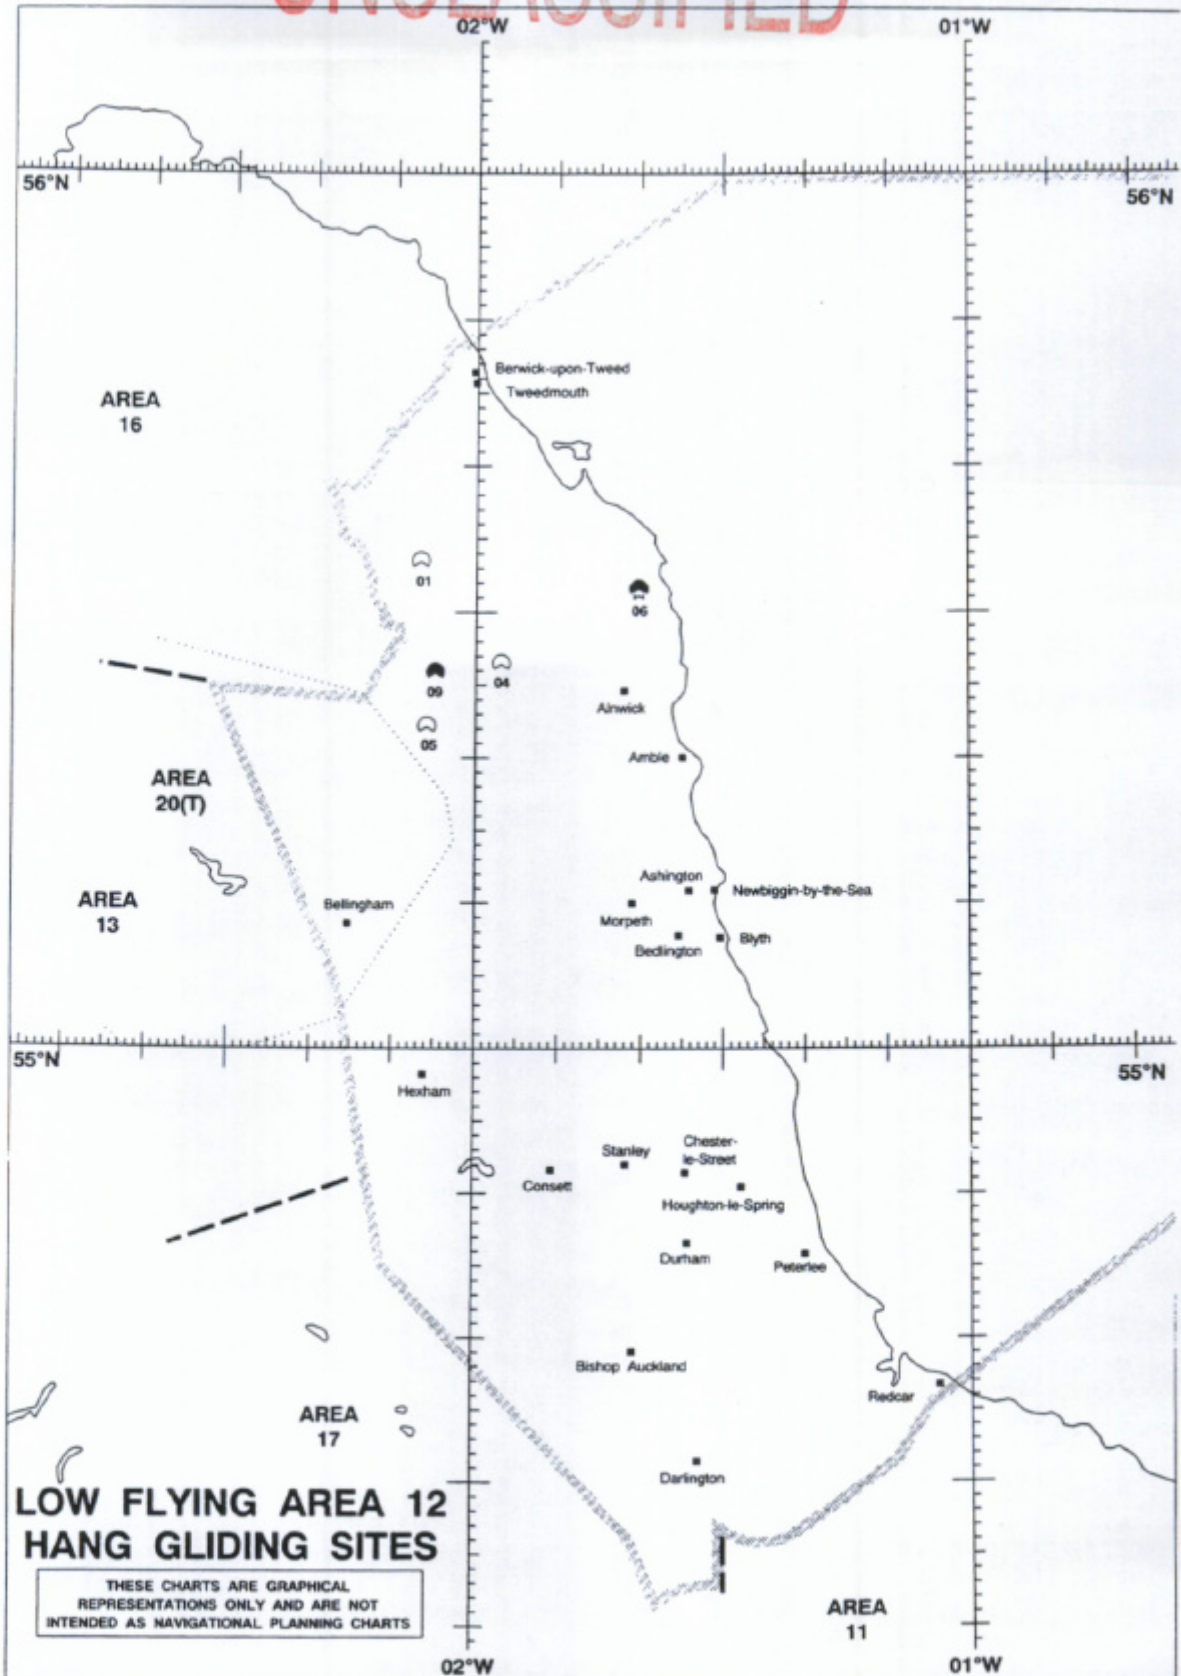 UNCLASSIFIED
02°W
01°W
56°N
56°N
Berwick-upon-Tweed
Tweedmouth
AREA
16
01
06
09
04
Alnwick
05
Amble
AREA
20(T)
Ashington
Newbiggin-by-the-Sea
AREA
13
Bellingham
Morpeth
Bedlington
Blyth
55°N
55°N
Hexham
Stanley
Chester-
le-Street
Consett
Houghton-le-Spring
Durham
Peterlee
Bishop Auckland
Redcar
AREA
17
Darlington
LOW FLYING AREA 12
HANG GLIDING SITES
THESE CHARTS ARE GRAPHICAL
REPRESENTATIONS ONLY AND ARE NOT
INTENDED AS NAVIGATIONAL PLANNING CHARTS
AREA
11
02°W
01°W